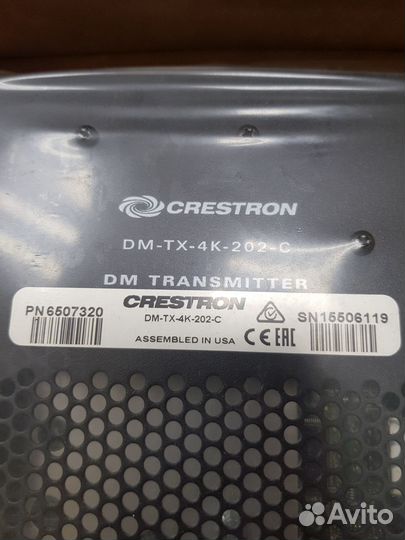 CRESTRON
DM-TX-4K-202-C
DM TRANSMITTER
CRESTRON
PN6507320
DM-TX-4K-202-C
SN15506119
ASSEMBLED IN USA
CE EAC
Avito